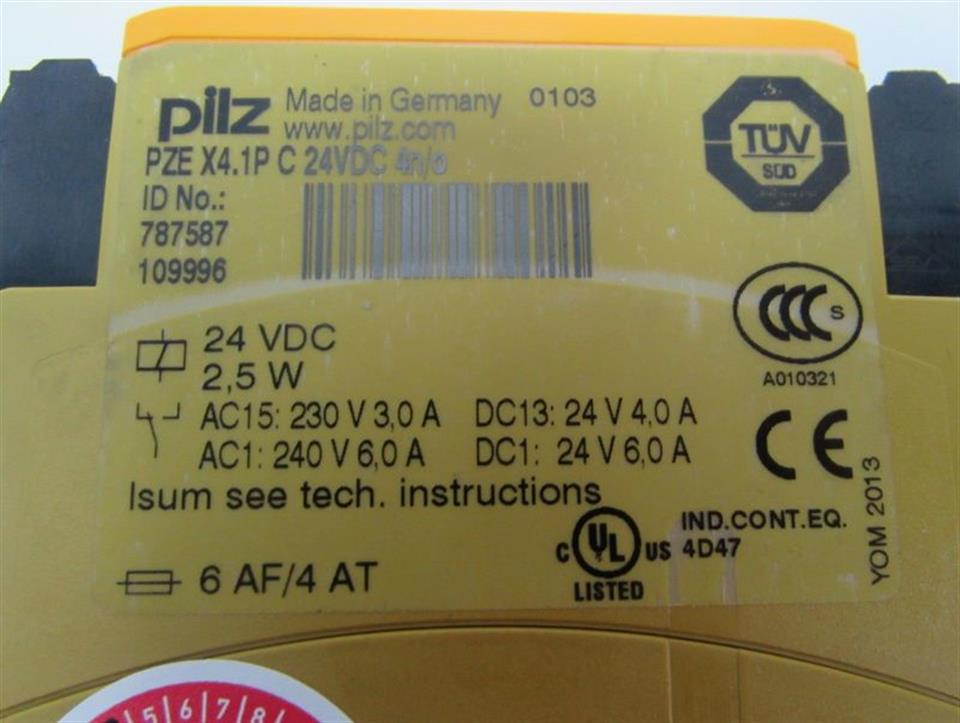 pilz Made in Germany 0103
www.pilz.com
PZE X4.1P C 24VDC 4n/o
ID No.:
787587
109996
TÜV
SÜD
CCC S
A010321
24 VDC
2,5 W
AC15: 230 V 3,0 A DC13: 24 V 4,0 A
AC1: 240 V 6,0 A DC1: 24 V 6,0 A
Isum see tech. instructions
CE
YOM 2013
C UL US IND.CONT.EQ.
4D47
LISTED
6 AF/4 AT
5 6 7 8